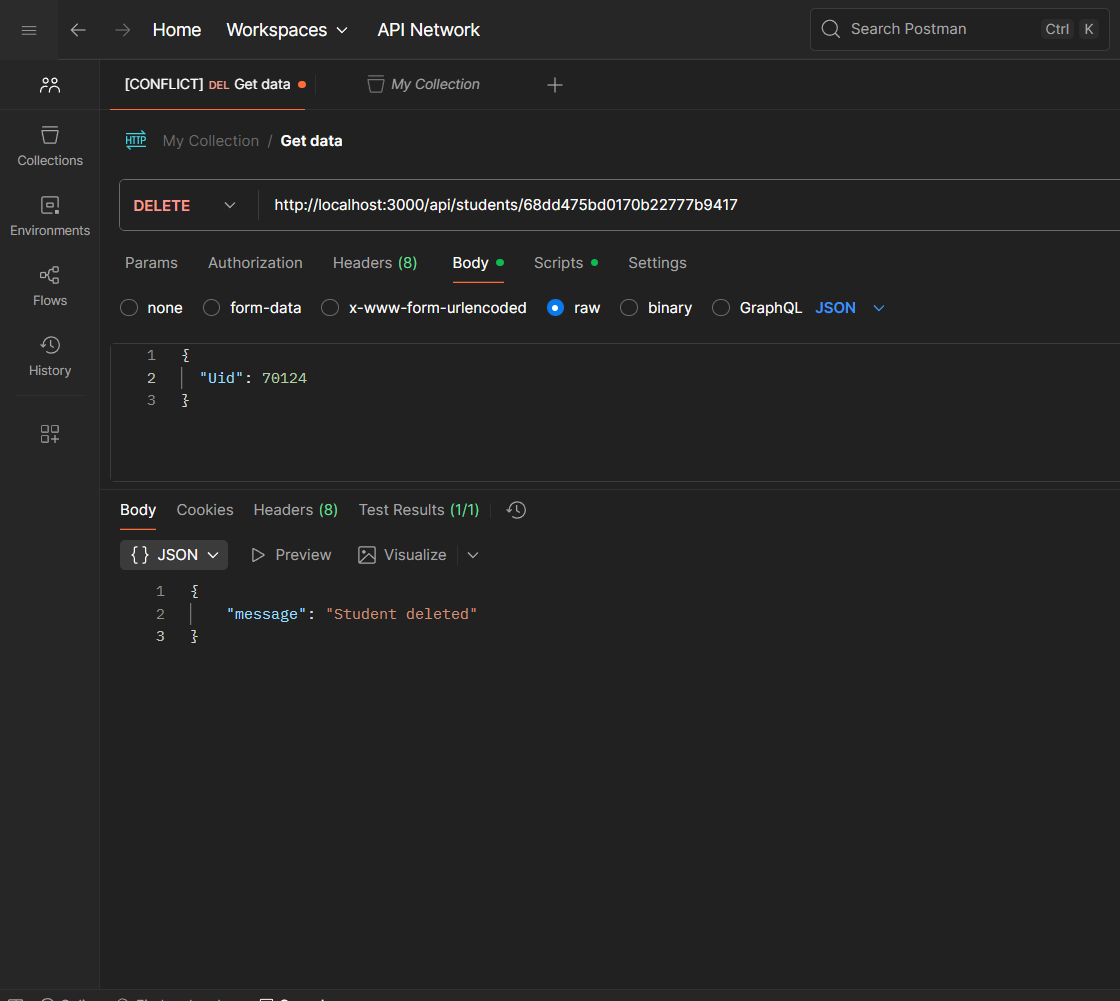 Home Workspaces API Network Search Postman Ctrl K
[CONFLICT] DEL Get data My Collection
HTTP My Collection / Get data
Collections
Environments
Flows
History
DELETE http://localhost:3000/api/students/68dd475bd0170b22777b9417
Params Authorization Headers (8) Body Scripts Settings
none form-data x-www-form-urlencoded raw binary GraphQL JSON
1 {
2 "Uid": 70124
3 }
Body Cookies Headers (8) Test Results (1/1)
{} JSON Preview Visualize
1 {
2 "message": "Student deleted"
3 }